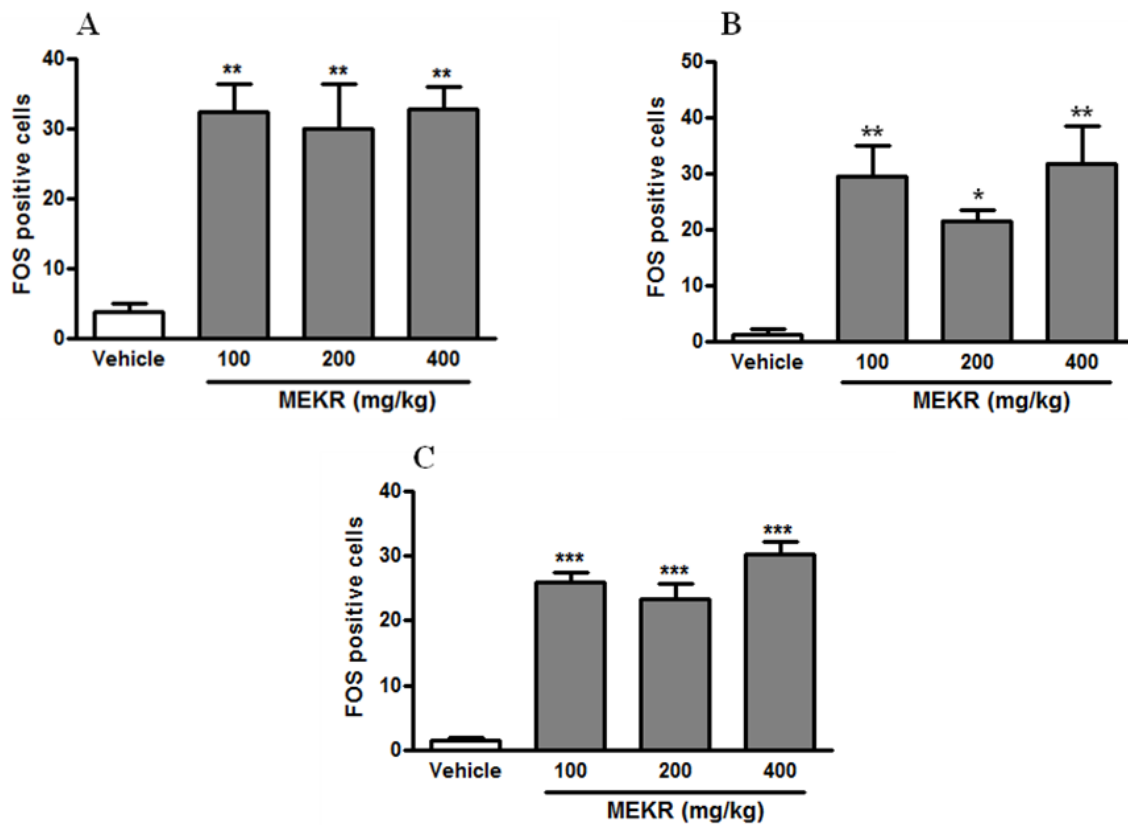 A
FOS positive cells
40
30
20
10
0
** ** **
Vehicle 100 200 400
MEKR (mg/kg)
B
FOS positive cells
50
40
30
20
10
0
** * **
Vehicle 100 200 400
MEKR (mg/kg)
C
FOS positive cells
40
30
20
10
0
*** *** ***
Vehicle 100 200 400
MEKR (mg/kg)